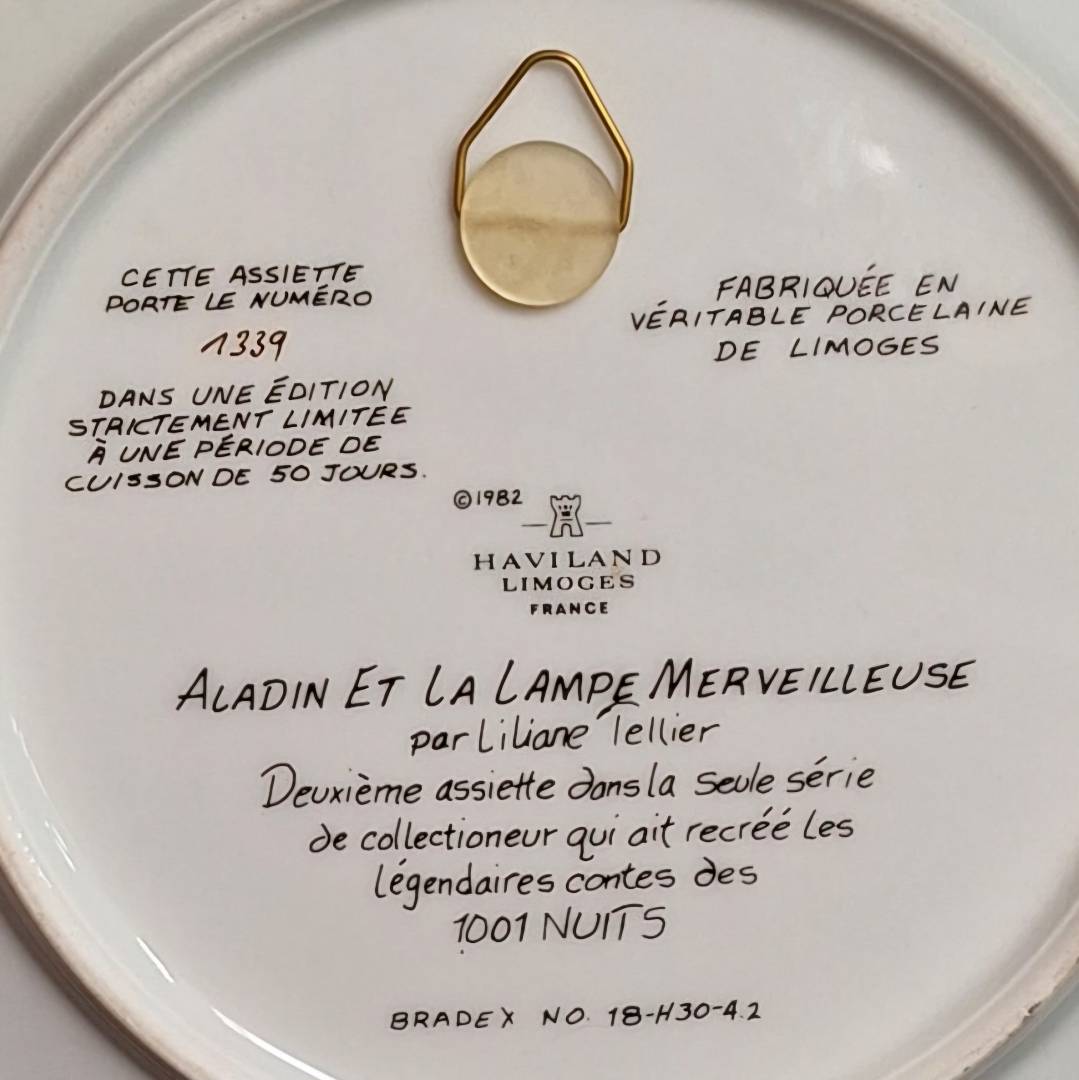 CETTE ASSIETTE
PORTE LE NUMÉRO
1339
DANS UNE ÉDITION
STRICTEMENT LIMITEE
À UNE PÉRIODE DE
CUISSON DE 50 JOURS.
FABRIQUÉE EN
VÉRITABLE PORCELAINE
DE LIMOGES
©1982
HAVILAND
LIMOGES
FRANCE
ALADIN ET LA LAMPE MERVEILLEUSE
par Liliane Tellier
Deuxième assiette dans la seule série
de collectioneur qui ait recréé les
légendaires contes des
1001 NUITS
BRADEX NO. 18-H30-4.2